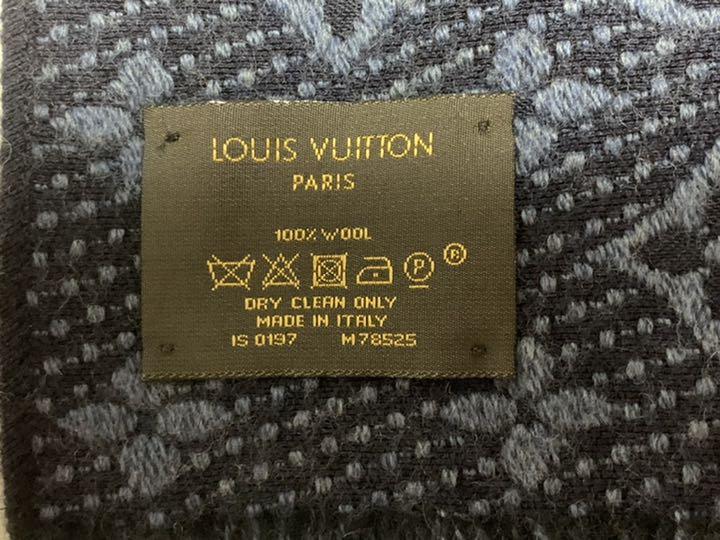 LOUIS VUITTON
PARIS
100% WOOL
P ®
DRY CLEAN ONLY
MADE IN ITALY
IS 0197 M78525